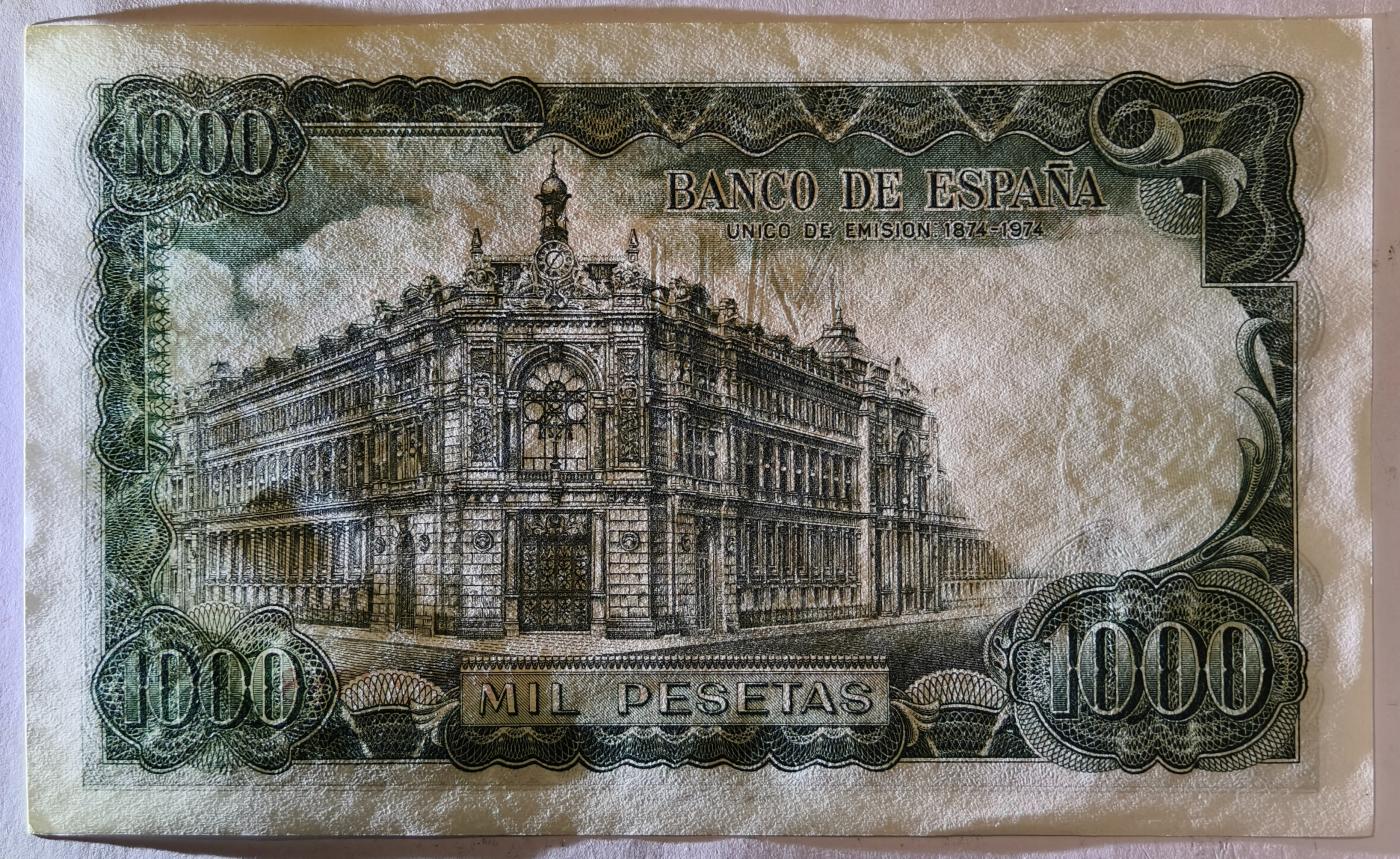 1000
BANCO DE ESPAÑA
UNICO DE EMISION. 1874-1974
1000
MIL PESETAS
1000